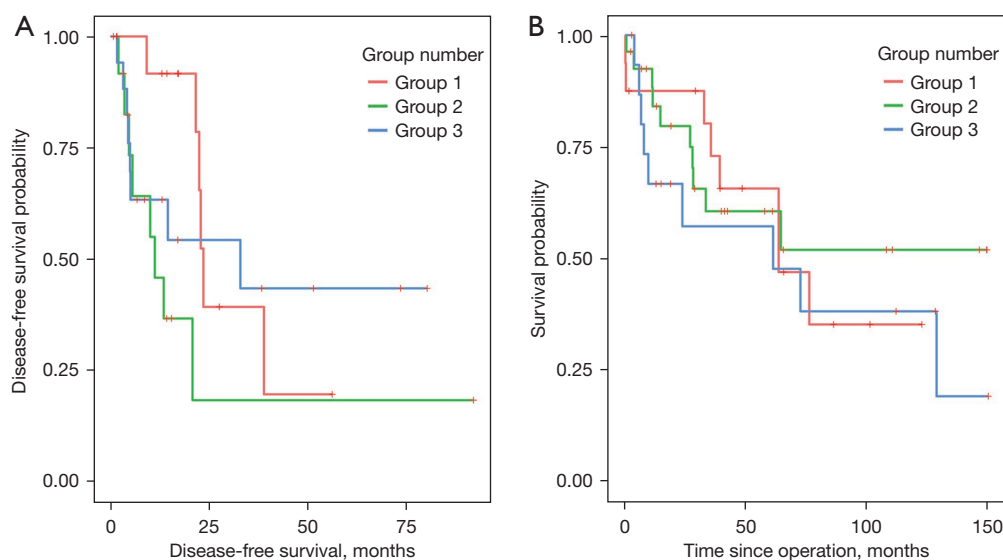 A
Disease-free survival probability
1.00
0.75
0.50
0.25
0.00
Group number
Group 1
Group 2
Group 3
0 25 50 75
Disease-free survival, months
B
Survival probability
1.00
0.75
0.50
0.25
0.00
Group number
Group 1
Group 2
Group 3
0 50 100 150
Time since operation, months